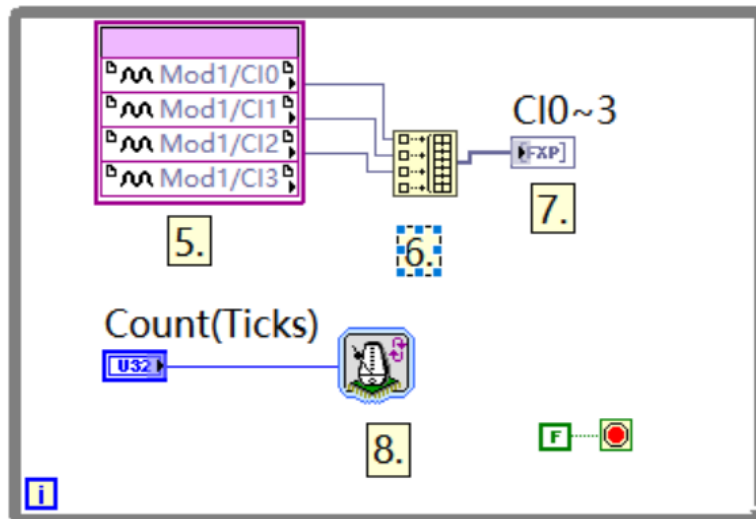 Mod1/CI0
Mod1/CI1
Mod1/CI2
Mod1/CI3
CI0~3
FXP
5.
6.
7.
Count(Ticks)
U32
8.
F
i